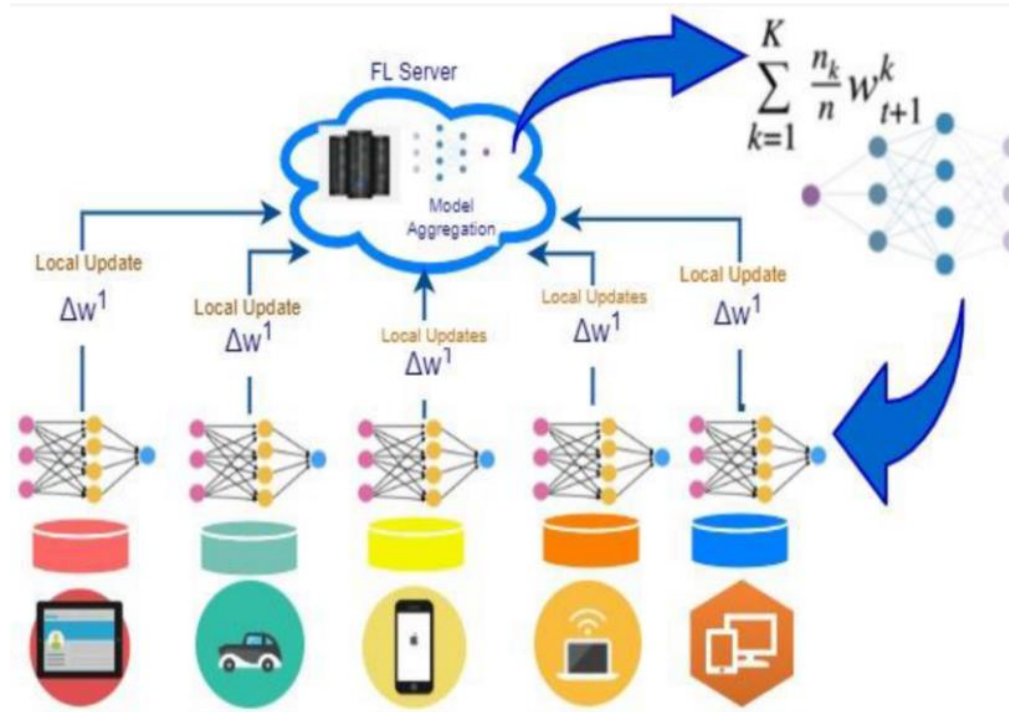 FL Server
K
∑ n_k/n w^k_{t+1}
k=1
Model
Aggregation
Local Update
Δw¹
Local Update
Δw¹
Local Updates
Δw¹
Local Updates
Δw¹
Local Update
Δw¹